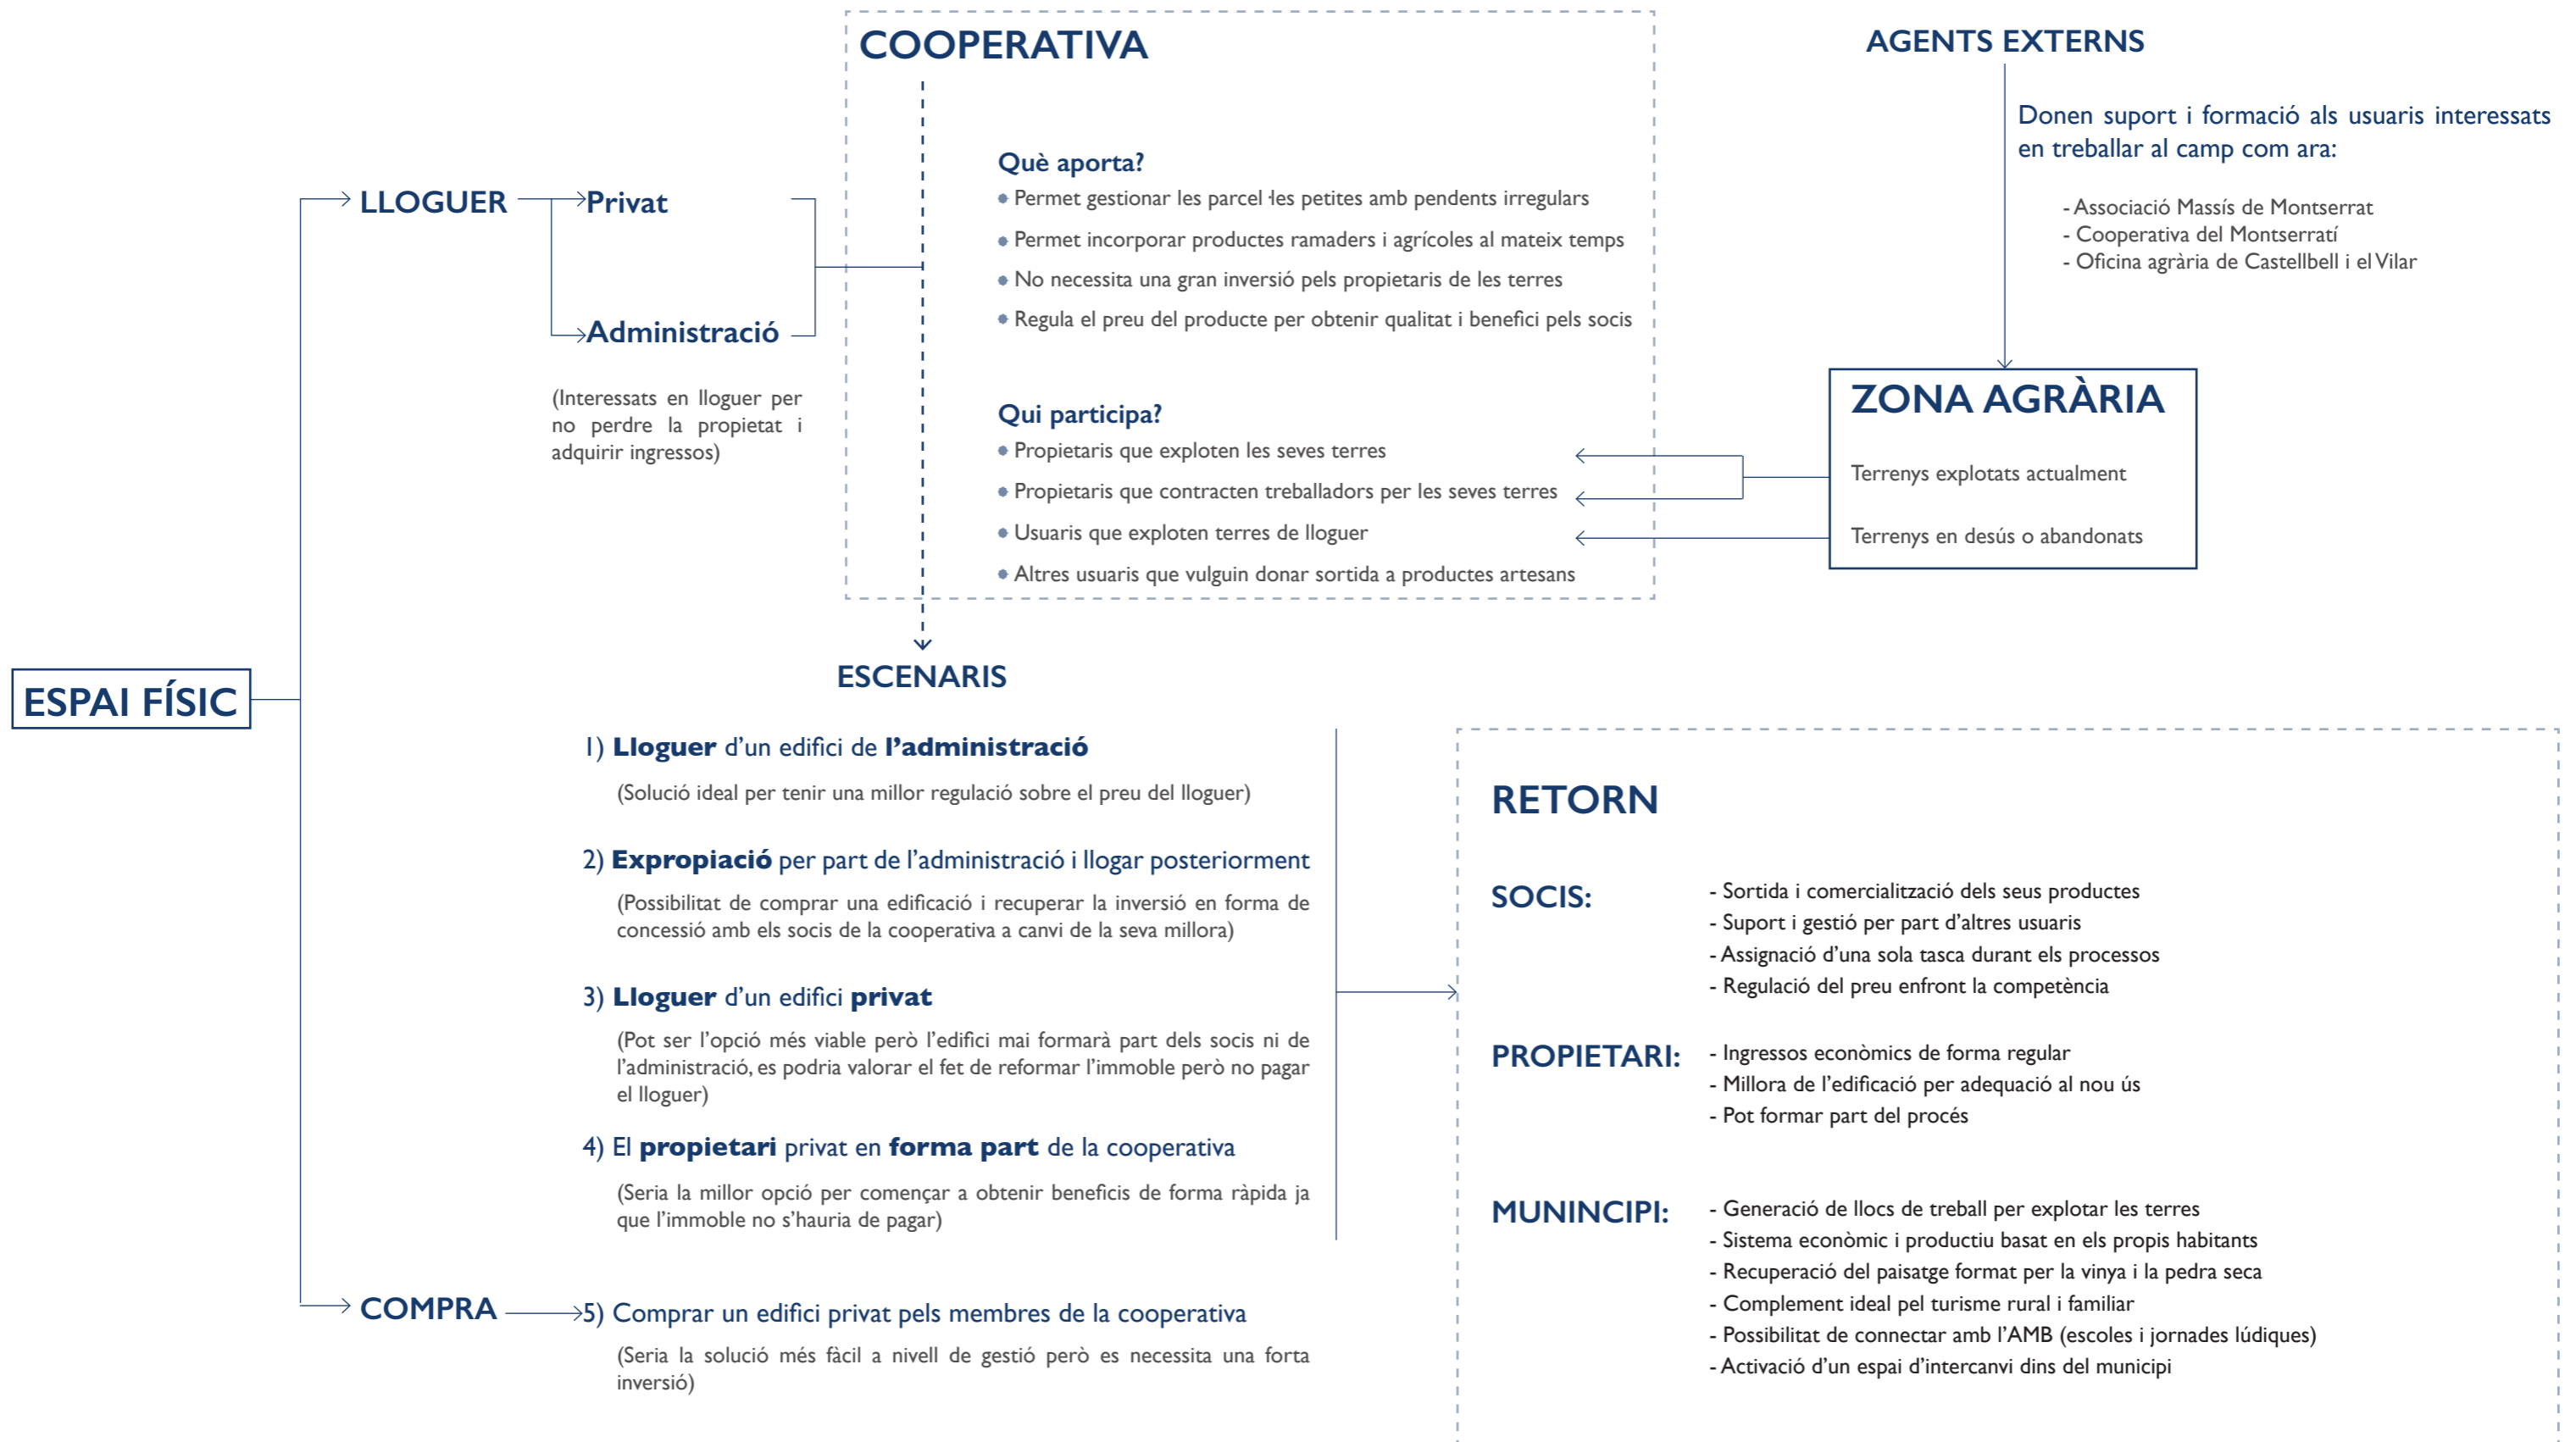 COOPERATIVA
Què aporta?
Permet gestionar les parcel·les petites amb pendents irregulars
Permet incorporar productes ramaders i agrícoles al mateix temps
No necessita una gran inversió pels propietaris de les terres
Regula el preu del producte per obtenir qualitat i benefici pels socis
Qui participa?
Propietaris que exploten les seves terres
Propietaris que contracten treballadors per les seves terres
Usuaris que exploten terres de lloguer
Altres usuaris que vulguin donar sortida a productes artesans
AGENTS EXTERNS
Donen suport i formació als usuaris interessats
en treballar al camp com ara:
- Associació Massís de Montserrat
- Cooperativa del Montserratí
- Oficina agrària de Castellbell i el Vilar
ZONA AGRÀRIA
Terrenys explotats actualment
Terrenys en desús o abandonats
LLOGUER
Privat
Administració
(Interessats en lloguer per
no perdre la propietat i
adquirir ingressos)
ESPAI FÍSIC
ESCENARIS
1) Lloguer d’un edifici de l’administració
(Solució ideal per tenir una millor regulació sobre el preu del lloguer)
2) Expropiació per part de l’administració i llogar posteriorment
(Possibilitat de comprar una edificació i recuperar la inversió en forma de
concessió amb els socis de la cooperativa a canvi de la seva millora)
3) Lloguer d’un edifici privat
(Pot ser l’opció més viable però l’edifici mai formarà part dels socis ni de
l’administració, es podria valorar el fet de reformar l’immoble però no pagar
el lloguer)
4) El propietari privat en forma part de la cooperativa
(Seria la millor opció per començar a obtenir beneficis de forma ràpida ja
que l’immoble no s’hauria de pagar)
COMPRA
5) Comprar un edifici privat pels membres de la cooperativa
(Seria la solució més fàcil a nivell de gestió però es necessita una forta
inversió)
RETORN
SOCIS:
- Sortida i comercialització dels seus productes
- Suport i gestió per part d’altres usuaris
- Assignació d’una sola tasca durant els processos
- Regulació del preu enfront la competència
PROPIETARI:
- Ingressos econòmics de forma regular
- Millora de l’edificació per adequació al nou ús
- Pot formar part del procés
MUNINCIPI:
- Generació de llocs de treball per explotar les terres
- Sistema econòmic i productiu basat en els propis habitants
- Recuperació del paisatge format per la vinya i la pedra seca
- Complement ideal pel turisme rural i familiar
- Possibilitat de connectar amb l’AMB (escoles i jornades lúdiques)
- Activació d’un espai d’intercanvi dins del municipi